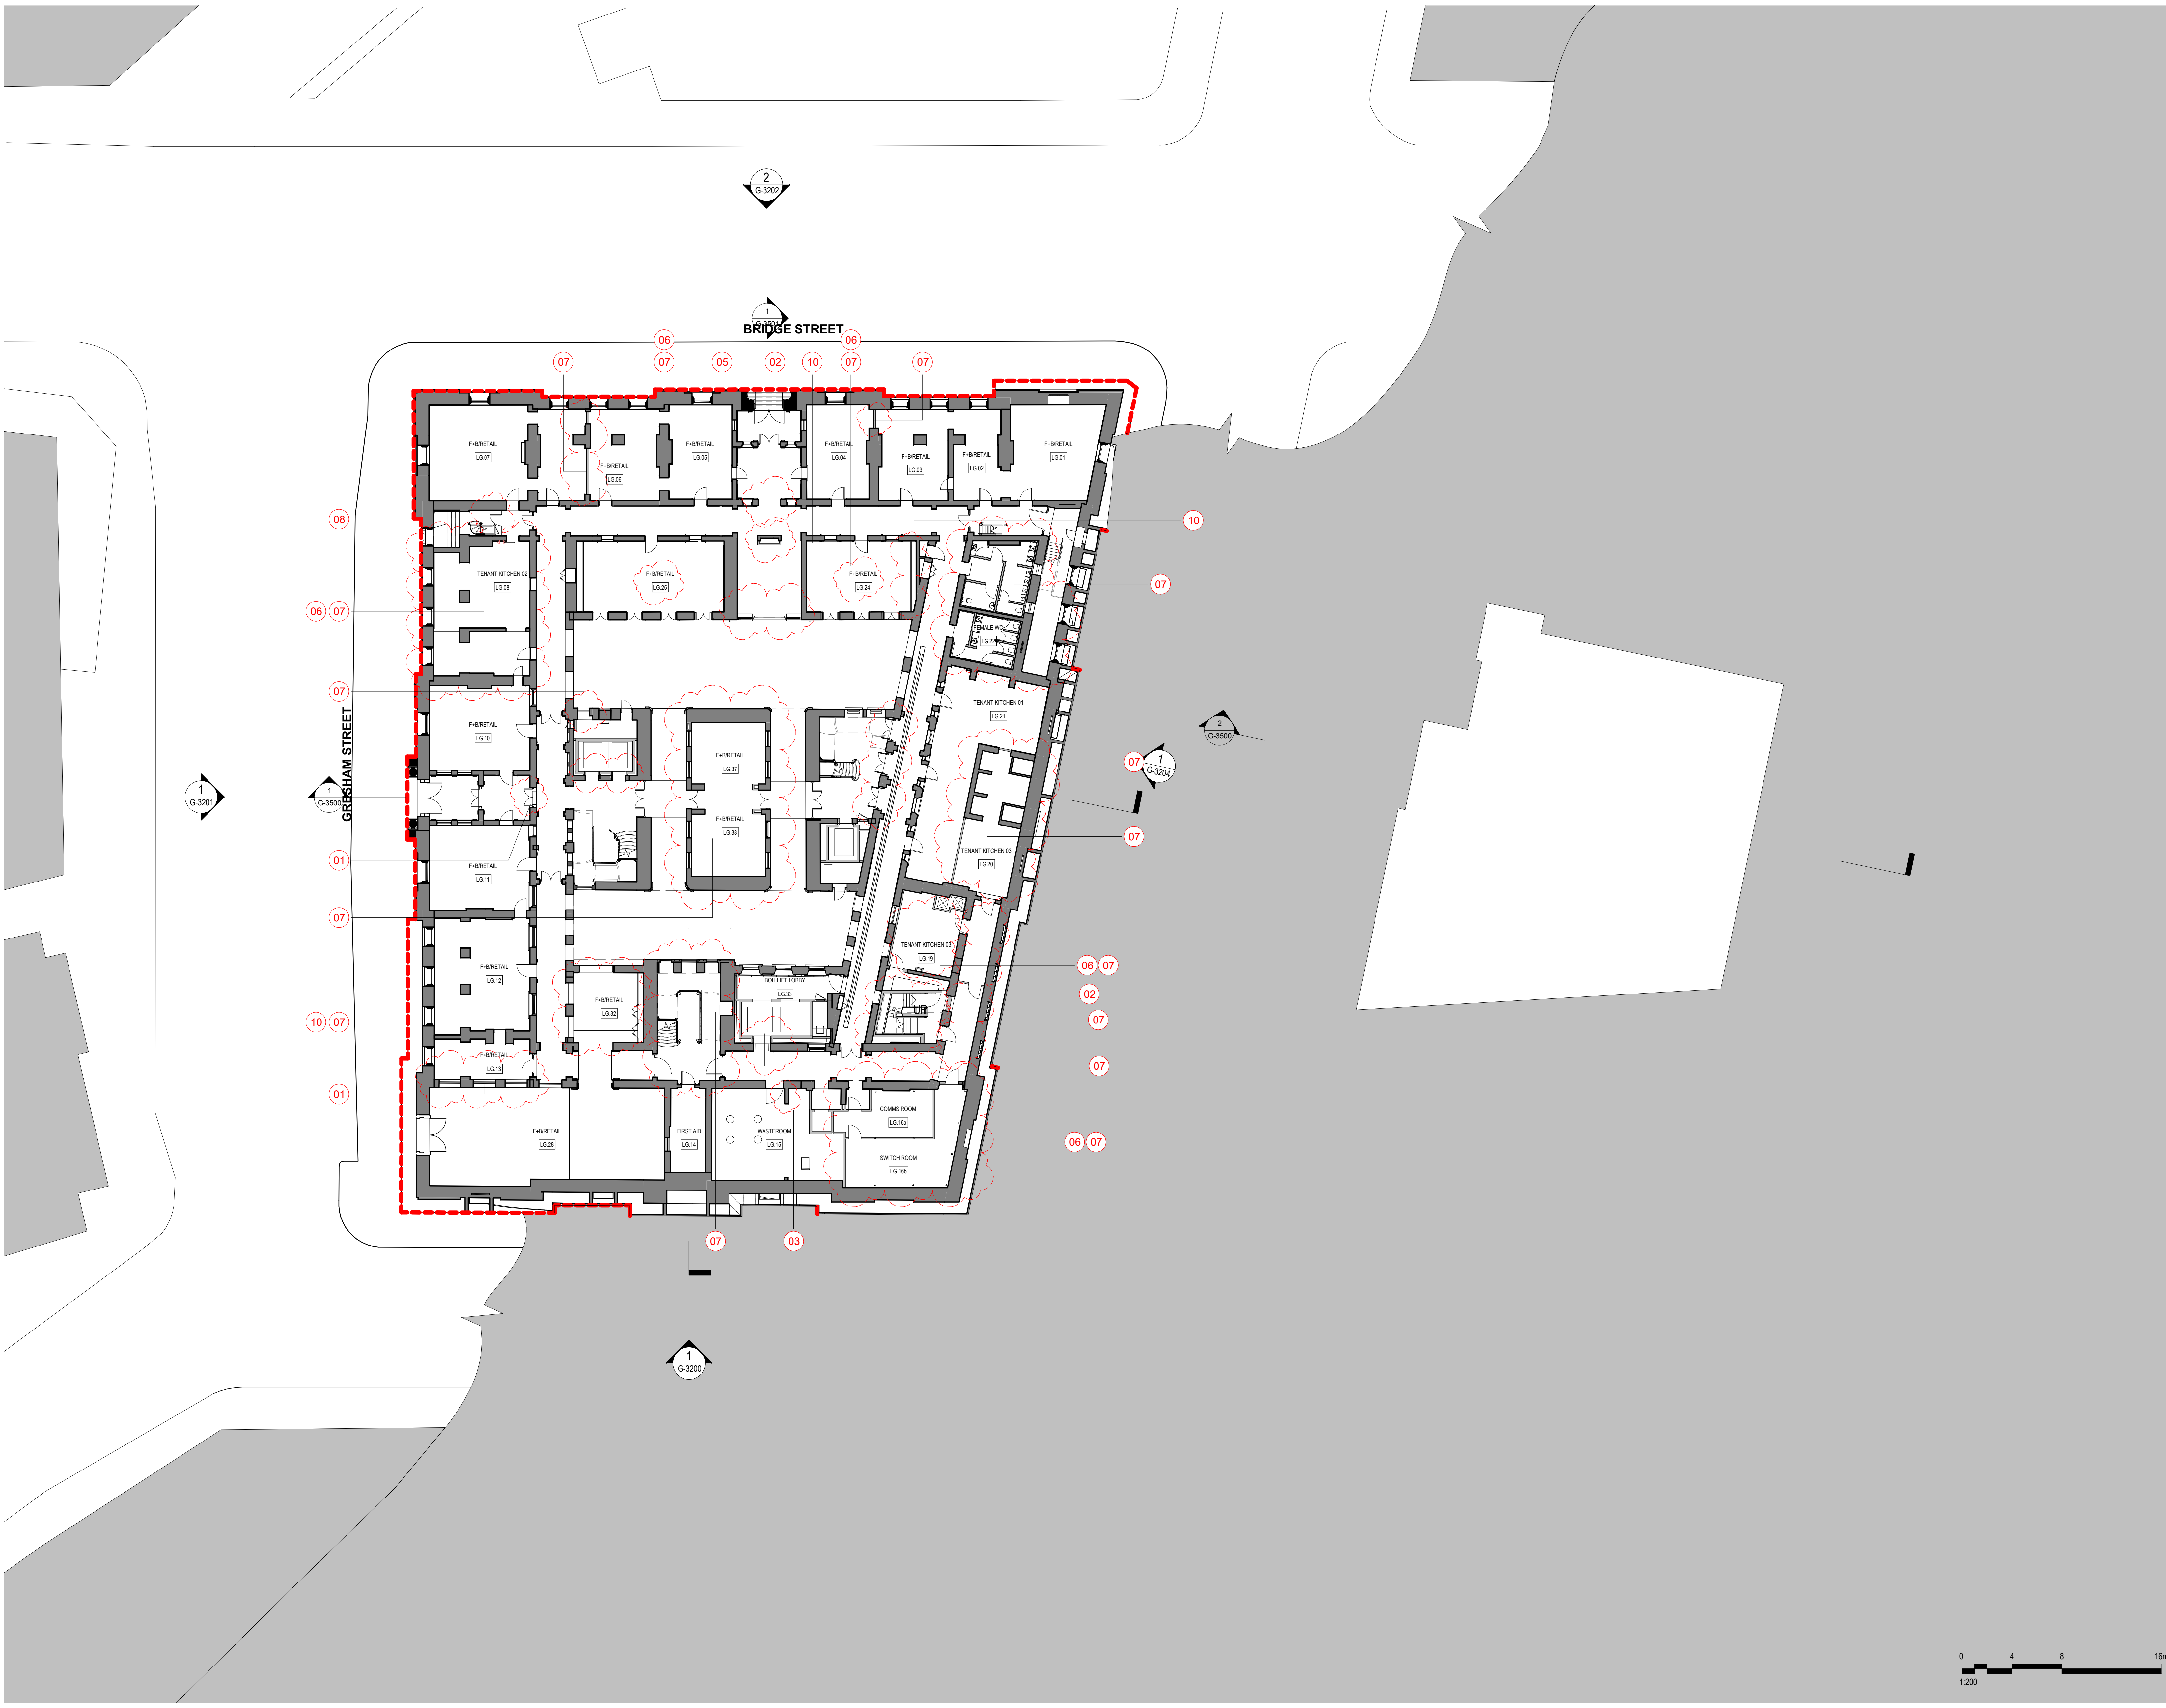 2
G-3202
1
G-3501
BRIDGE STREET
06
06
07
07
05
02
10
07
07
F+B/RETAIL
LG.07
F+B/RETAIL
LG.06
F+B/RETAIL
LG.05
F+B/RETAIL
LG.04
F+B/RETAIL
LG.03
F+B/RETAIL
LG.02
F+B/RETAIL
LG.01
08
10
TENANT KITCHEN 02
LG.08
F+B/RETAIL
LG.25
F+B/RETAIL
LG.24
07
06
07
FEMALE WC
LG.22
07
TENANT KITCHEN 01
LG.21
GRESHAM STREET
F+B/RETAIL
LG.10
F+B/RETAIL
LG.37
2
G-3500
07
1
G-3204
1
G-3201
1
G-3500
F+B/RETAIL
LG.38
07
01
F+B/RETAIL
LG.11
TENANT KITCHEN 03
LG.20
07
TENANT KITCHEN 03
LG.19
F+B/RETAIL
LG.12
06
07
BOH LIFT LOBBY
LG.33
02
F+B/RETAIL
LG.32
UP
10
07
07
F+B/RETAIL
LG.13
07
01
COMMS ROOM
LG.16a
F+B/RETAIL
LG.28
FIRST AID
LG.14
WASTEROOM
LG.15
06
07
SWITCH ROOM
LG.16b
07
03
1
G-3200
0 4 8 16m
1:200